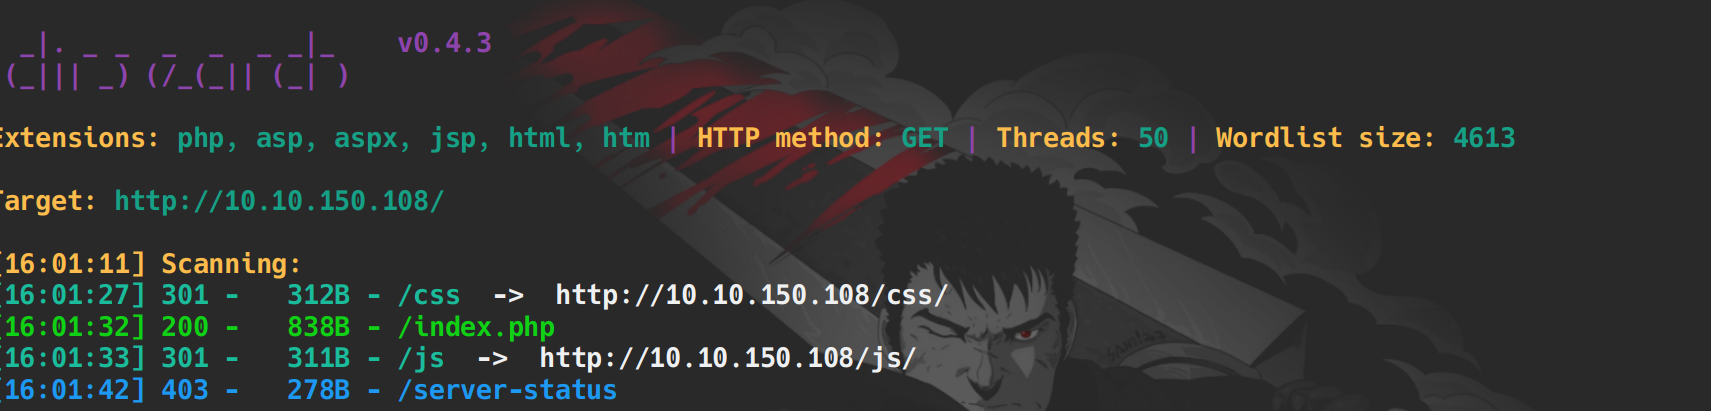 _|. _ _  _  _  _ _|_    v0.4.3
(_||| _) (/_(_|| (_| )
Extensions: php, asp, aspx, jsp, html, htm | HTTP method: GET | Threads: 50 | Wordlist size: 4613
Target: http://10.10.150.108/
[16:01:11] Scanning:
[16:01:27] 301 -   312B - /css  ->  http://10.10.150.108/css/
[16:01:32] 200 -   838B - /index.php
[16:01:33] 301 -   311B - /js  ->  http://10.10.150.108/js/
[16:01:42] 403 -   278B - /server-status